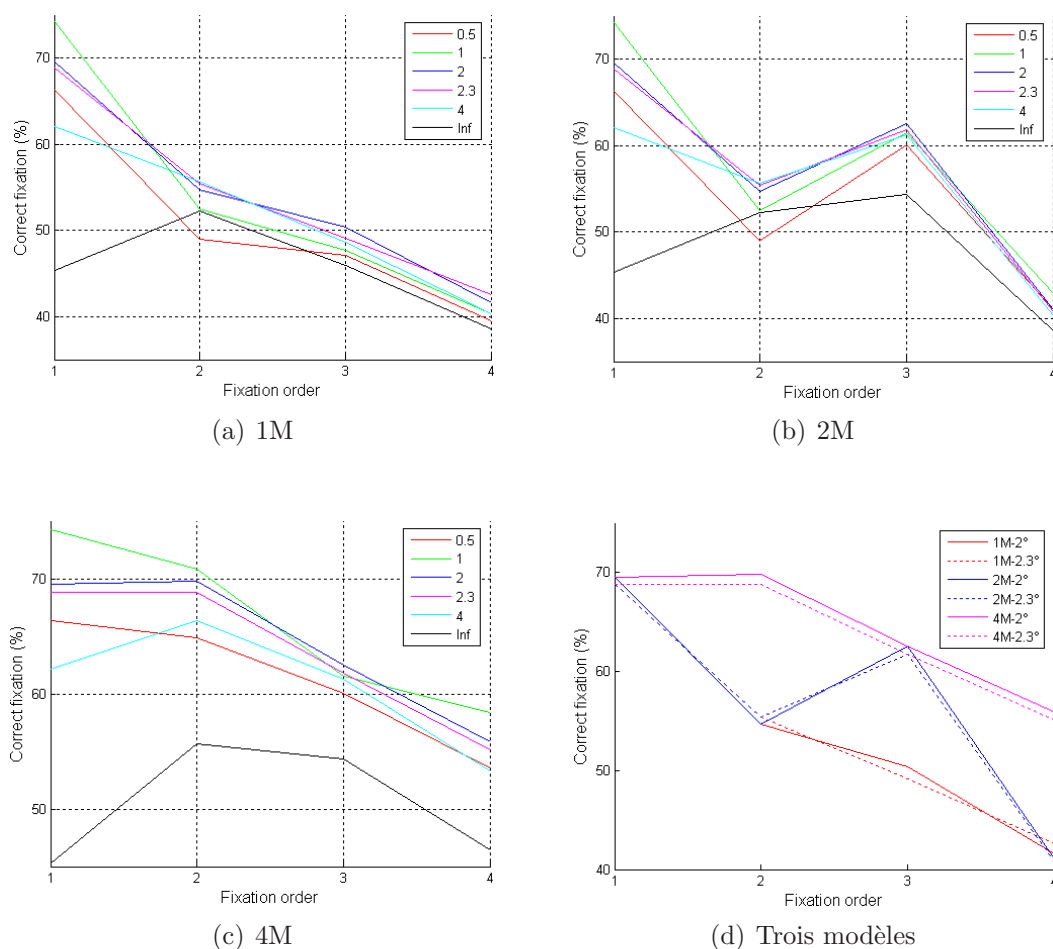 70
60
50
40
1 2 3 4
Correct fixation (%)
Fixation order
0.5
1
2
2.3
4
Inf
(a) 1M
70
60
50
40
1 2 3 4
Correct fixation (%)
Fixation order
0.5
1
2
2.3
4
Inf
(b) 2M
70
60
50
1 2 3 4
Correct fixation (%)
Fixation order
0.5
1
2
2.3
4
Inf
(c) 4M
70
60
50
40
1 2 3 4
Correct fixation (%)
Fixation order
1M-2°
1M-2.3°
2M-2°
2M-2.3°
4M-2°
4M-2.3°
(d) Trois modèles